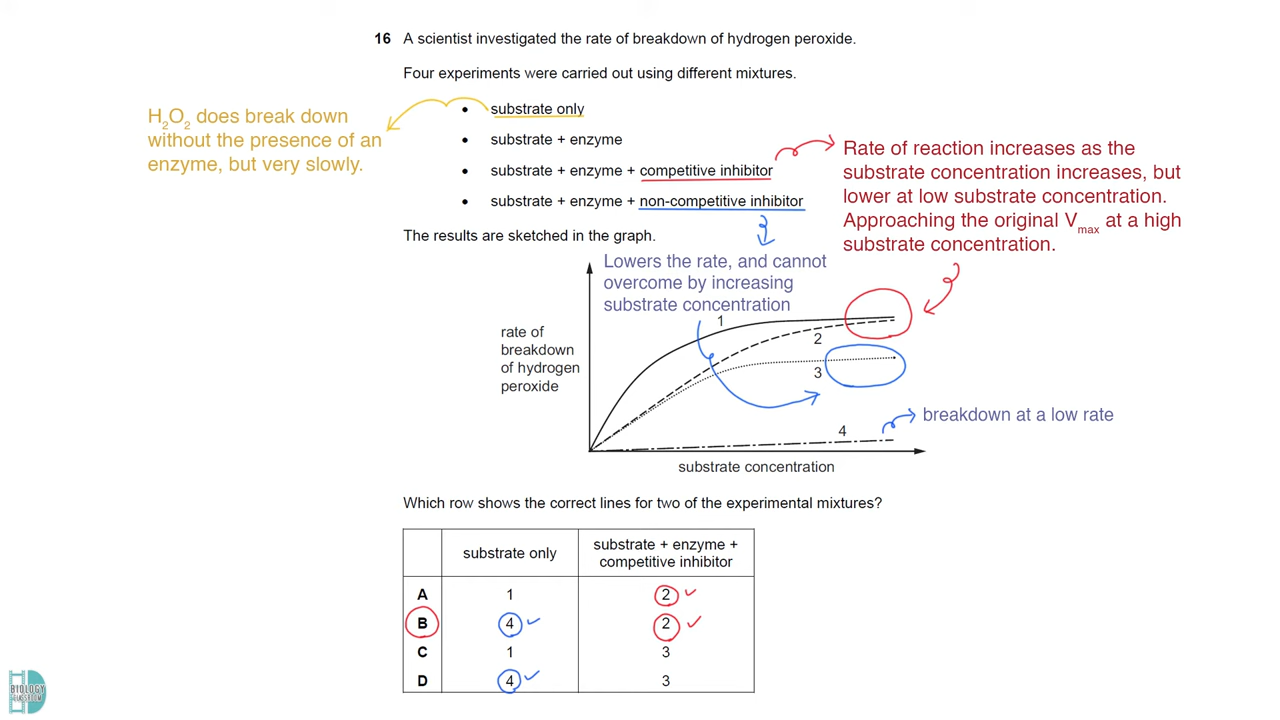 16 A scientist investigated the rate of breakdown of hydrogen peroxide.
Four experiments were carried out using different mixtures.
• substrate only
• substrate + enzyme
• substrate + enzyme + competitive inhibitor
• substrate + enzyme + non-competitive inhibitor
H₂O₂ does break down
without the presence of an
enzyme, but very slowly.
Rate of reaction increases as the
substrate concentration increases, but
lower at low substrate concentration.
Approaching the original Vmax at a high
substrate concentration.
The results are sketched in the graph.
Lowers the rate, and cannot
overcome by increasing
substrate concentration
rate of
breakdown
of hydrogen
peroxide
1
2
3
4
breakdown at a low rate
substrate concentration
Which row shows the correct lines for two of the experimental mixtures?
substrate only | substrate + enzyme +
competitive inhibitor
A 1 2 ✓
B 4 ✓ 2 ✓
C 1 3
D 4 ✓ 3
BIOLOGY
CLASSROOM